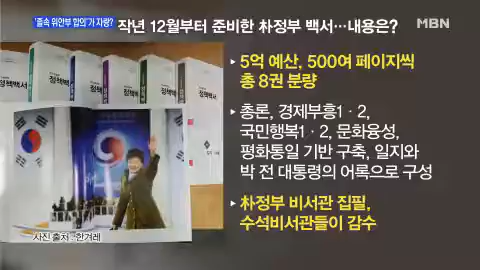 '졸속 위안부 합의'가 자랑?
작년 12월부터 준비한 朴정부 백서…내용은?
MBN
5억 예산, 500여 페이지씩
총 8권 분량
총론, 경제부흥1·2,
국민행복1·2, 문화융성,
평화통일 기반 구축, 일지와
박 전 대통령의 어록으로 구성
朴정부 비서관 집필,
수석비서관들이 감수
정책백서
정책백서
사진 출처 : 한겨레